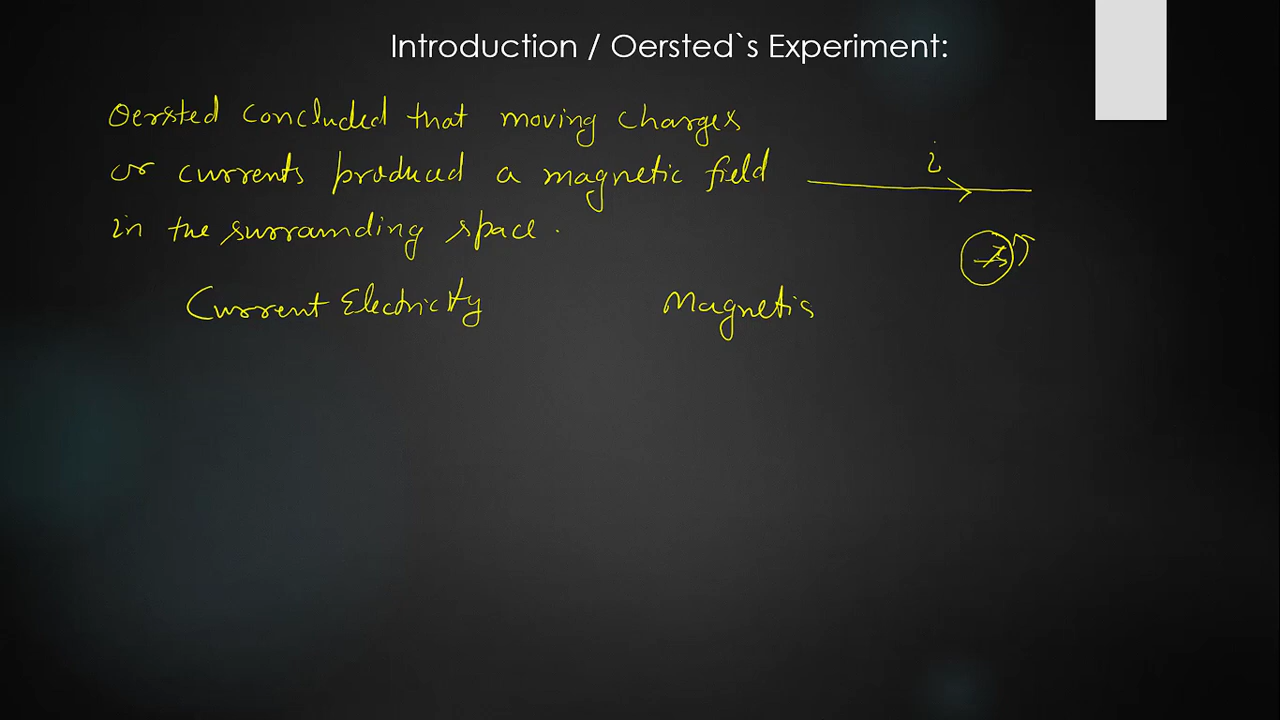 Introduction / Oersted`s Experiment:
Oersted concluded that moving charges
or currents produced a magnetic field
in the surrounding space.
i
Current Electricity Magnetis